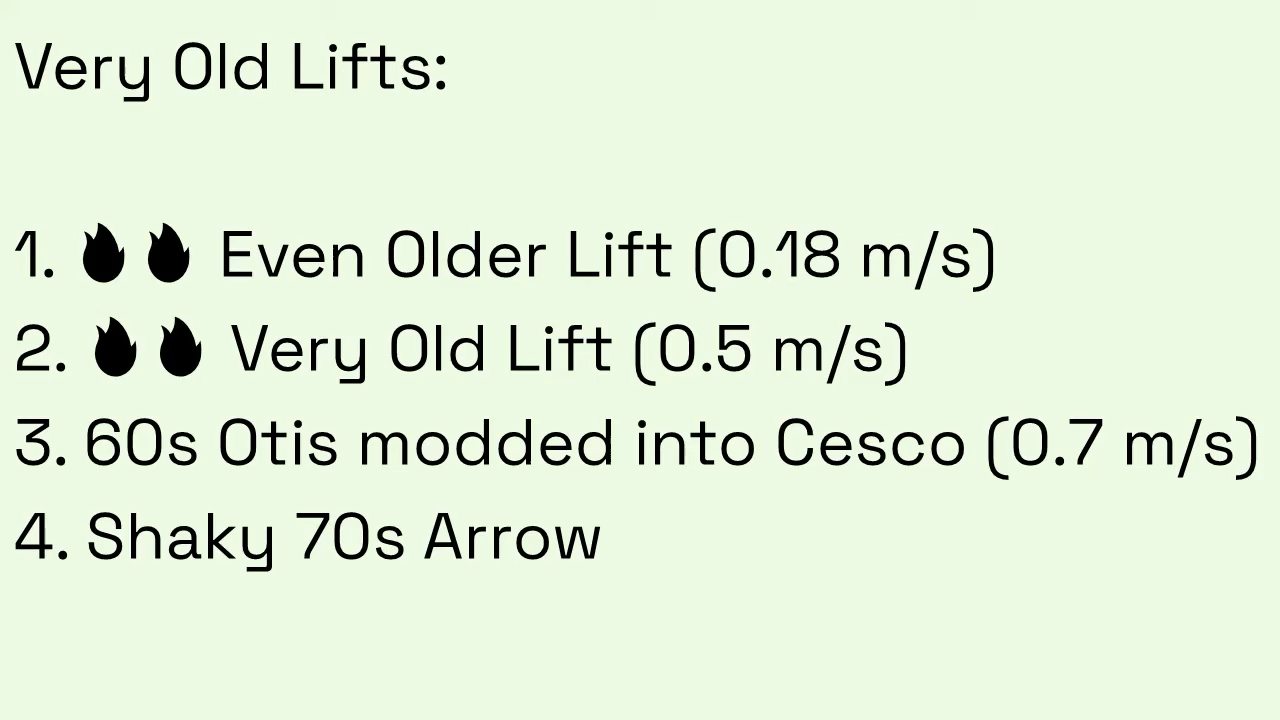 Very Old Lifts:
1. 🔥🔥 Even Older Lift (0.18 m/s)
2. 🔥🔥 Very Old Lift (0.5 m/s)
3. 60s Otis modded into Cesco (0.7 m/s)
4. Shaky 70s Arrow